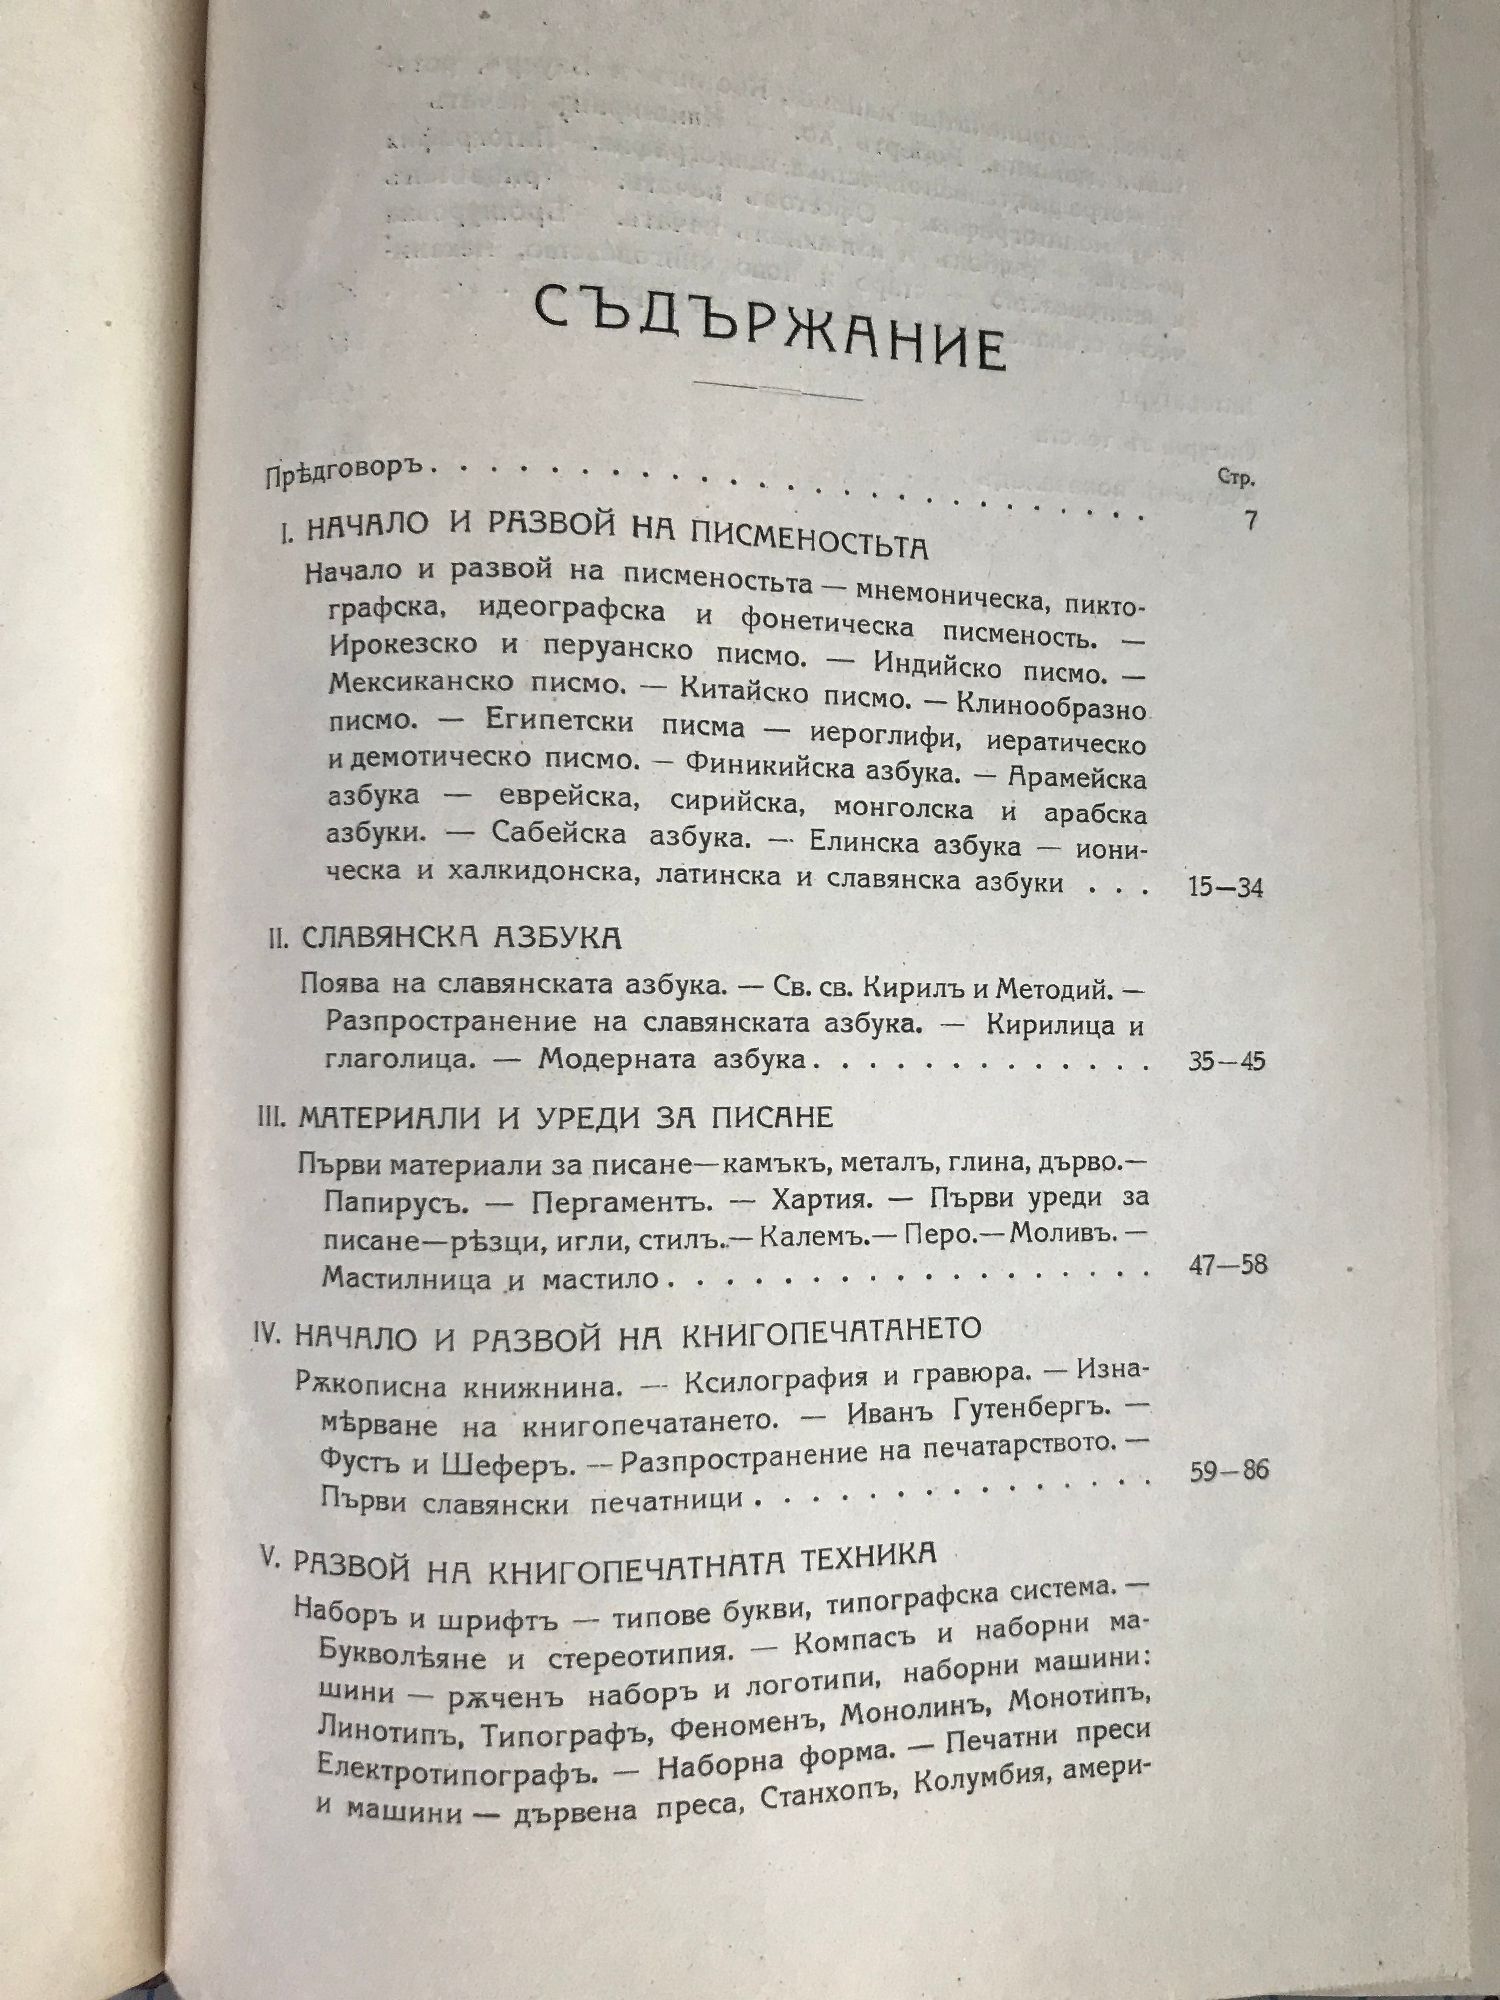 СЪДЪРЖАНИЕ
Стр.
Прѣдговоръ . . . . . . . . . . . . . . . . . . . . . . . . 7
I. НАЧАЛО И РАЗВОЙ НА ПИСМЕНОСТЬТА
Начало и развой на писменостьта — мнемоническа, пикто-
графска, идеографска и фонетическа писменость. —
Ирокезско и перуанско писмо. — Индийско писмо. —
Мексиканско писмо. — Китайско писмо. — Клинообразно
писмо. — Египетски писма — иероглифи, иератическо
и демотическо писмо. — Финикийска азбука. — Арамейска
азбука — еврейска, сирийска, монголска и арабска
азбуки. — Сабейска азбука. — Елинска азбука — иони-
ческа и халкидонска, латинска и славянска азбуки . . . 15—34
II. СЛАВЯНСКА АЗБУКА
Поява на славянската азбука. — Св. св. Кирилъ и Методий. —
Разпространение на славянската азбука. — Кирилица и
глаголица. — Модерната азбука . . . . . . . . . . . . 35—45
III. МАТЕРИАЛИ И УРЕДИ ЗА ПИСАНЕ
Първи материали за писане—камъкъ, металъ, глина, дърво.—
Папирусъ. — Пергаментъ. — Хартия. — Първи уреди за
писане—рѣзци, игли, стилъ.— Калемъ.— Перо.— Моливъ. —
Мастилница и мастило . . . . . . . . . . . . . . . . . 47—58
IV. НАЧАЛО И РАЗВОЙ НА КНИГОПЕЧАТАНЕТО
Рѫкописна книжнина. — Ксилография и гравюра. — Изна-
мѣрване на книгопечатането. — Иванъ Гутенбергъ. —
Фустъ и Шеферъ. — Разпространение на печатарството. —
Първи славянски печатници . . . . . . . . . . . . . . 59—86
V. РАЗВОЙ НА КНИГОПЕЧАТНАТА ТЕХНИКА
Наборъ и шрифтъ — типове букви, типографска система. —
Букволѣяне и стереотипия. — Компасъ и наборни ма-
шини — рѫченъ наборъ и логотипи, наборни машини:
Линотипъ, Типографъ, Феноменъ, Монолинъ, Монотипъ,
Електротипографъ. — Наборна форма. — Печатни преси
и машини — дървена преса, Станхопъ, Колумбия, амери-